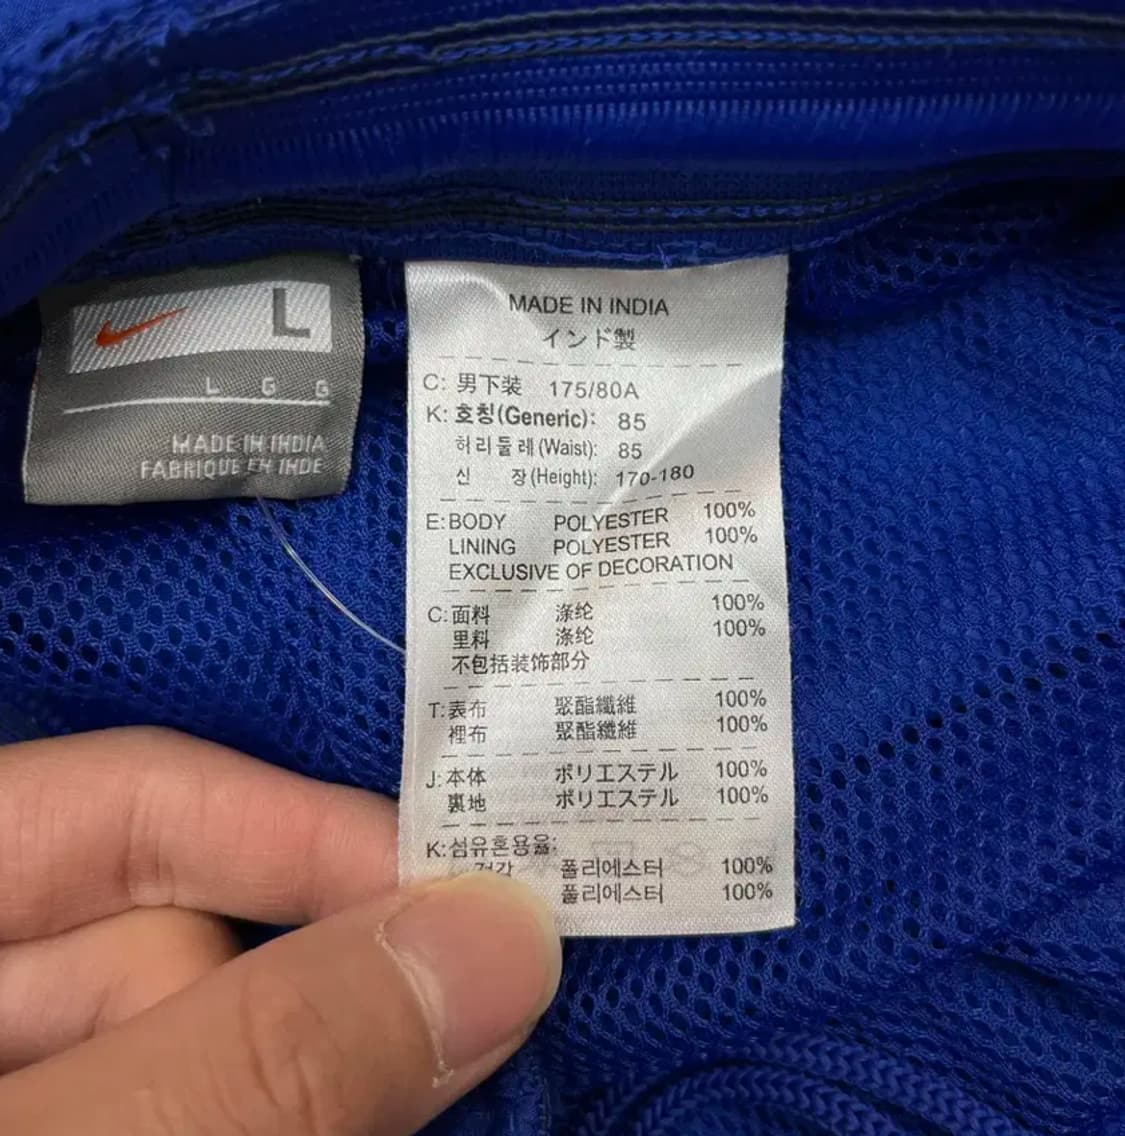 L
L G G
MADE IN INDIA
FABRIQUE EN INDE
MADE IN INDIA
インド製
C: 男下装 175/80A
K: 호칭(Generic): 85
허리둘레(Waist): 85
신 장(Height): 170-180
E: BODY POLYESTER 100%
LINING POLYESTER 100%
EXCLUSIVE OF DECORATION
C: 面料 涤纶 100%
里料 涤纶 100%
不包括装饰部分
T: 表布 聚酯纖維 100%
裡布 聚酯纖維 100%
J: 本体 ポリエステル 100%
裏地 ポリエステル 100%
K: 섬유혼용율:
겉감 폴리에스터 100%
폴리에스터 100%